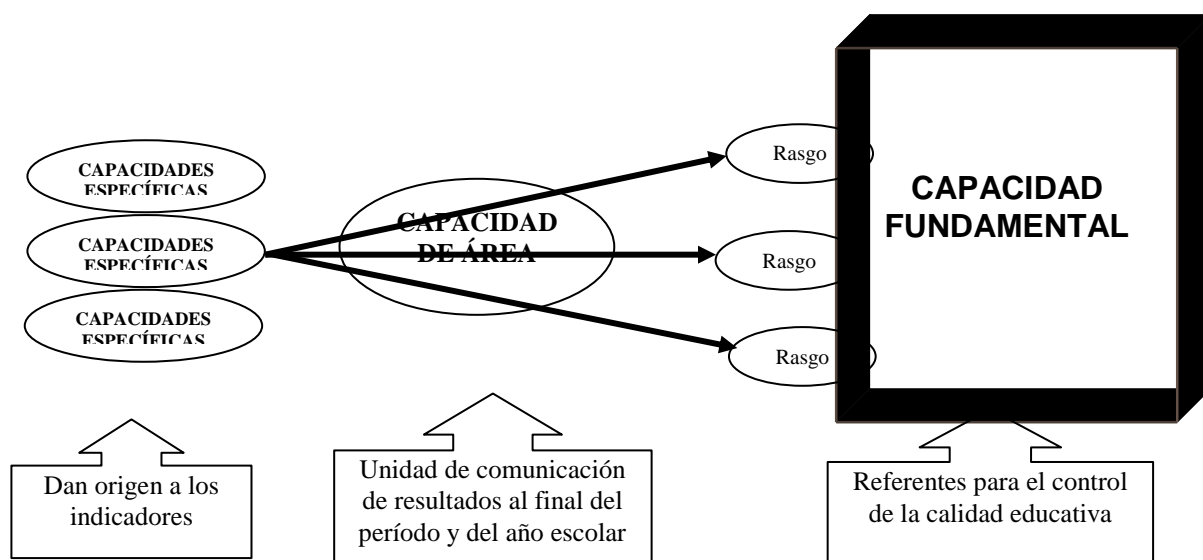 CAPACIDADES
ESPECÍFICAS
CAPACIDADES
ESPECÍFICAS
CAPACIDADES
ESPECÍFICAS
CAPACIDAD
DE ÁREA
Rasgo
Rasgo
Rasgo
CAPACIDAD
FUNDAMENTAL
Dan origen a los
indicadores
Unidad de comunicación
de resultados al final del
período y del año escolar
Referentes para el control
de la calidad educativa